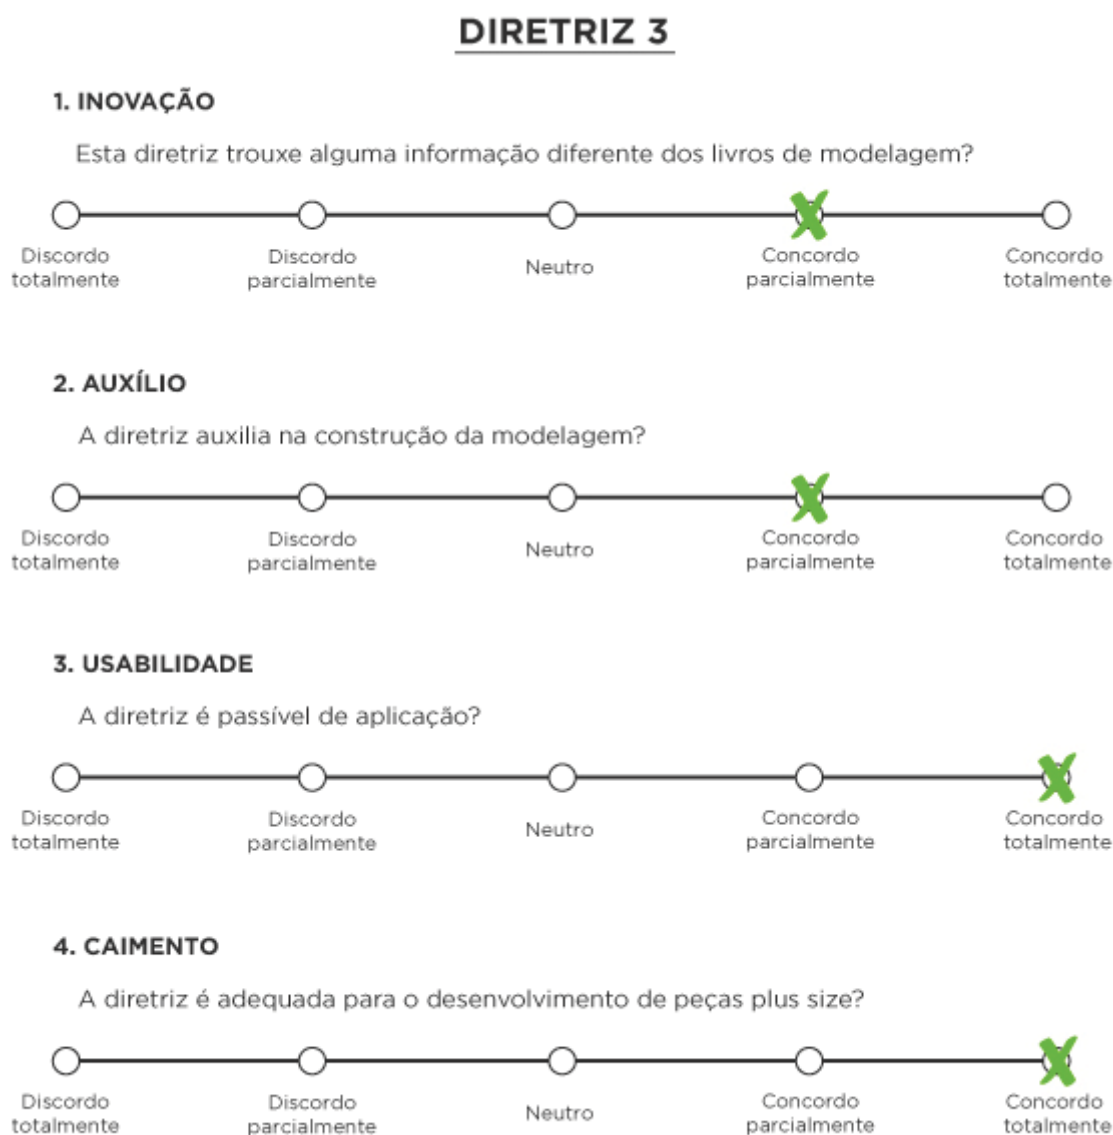 DIRETRIZ 3
1. INOVAÇÃO
Esta diretriz trouxe alguma informação diferente dos livros de modelagem?
Discordo totalmente
Discordo parcialmente
Neutro
Concordo parcialmente
Concordo totalmente
2. AUXÍLIO
A diretriz auxilia na construção da modelagem?
Discordo totalmente
Discordo parcialmente
Neutro
Concordo parcialmente
Concordo totalmente
3. USABILIDADE
A diretriz é passível de aplicação?
Discordo totalmente
Discordo parcialmente
Neutro
Concordo parcialmente
Concordo totalmente
4. CAIMENTO
A diretriz é adequada para o desenvolvimento de peças plus size?
Discordo totalmente
Discordo parcialmente
Neutro
Concordo parcialmente
Concordo totalmente